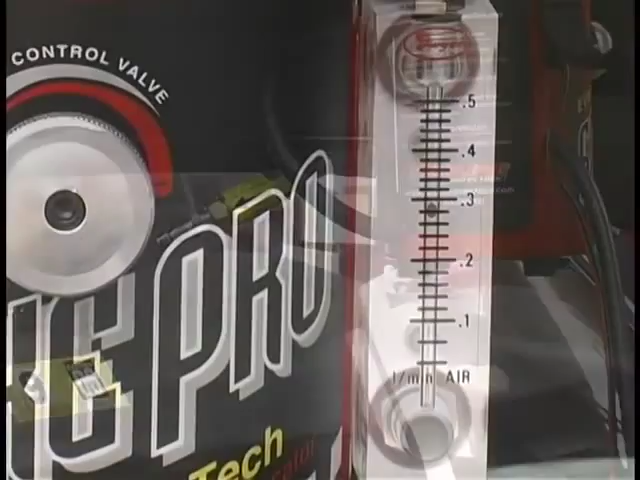 CONTROL VALVE
PRO
Tech
.5
.4
.3
.2
.1
l/min AIR